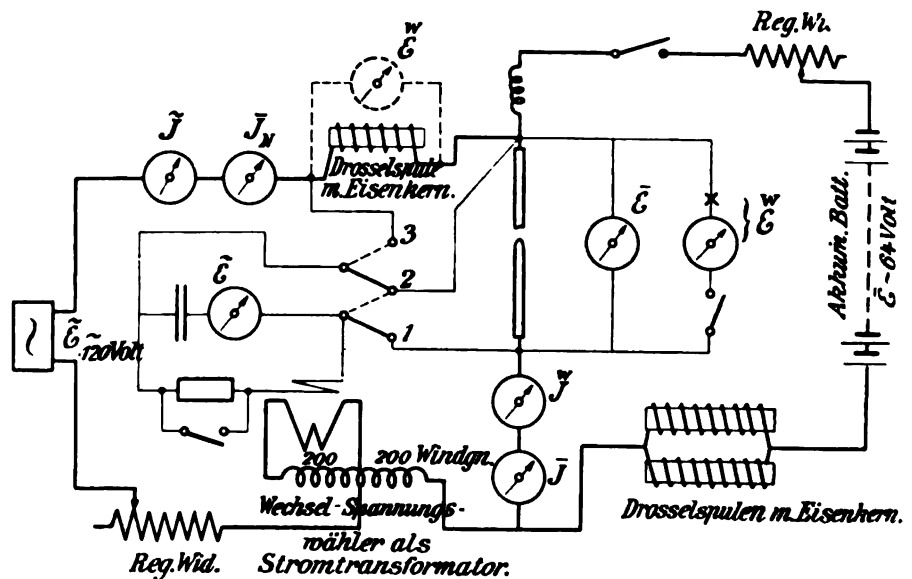 Reg.Wi.
w
Ɛ
J̃
J̄N
Drosselspule
m.Eisenkern.
3
Ɛ̄
w
} Ɛ
Akkum. Batt.
Ɛ̄ - 64 Volt
Ɛ̃
2
1
Ɛ̃ ~120 Volt
w
J
200
200 Windgn.
J̄
Wechsel-Spannungs-
wähler als
Stromtransformator.
Drosselspulen m.Eisenkern.
Reg.Wid.